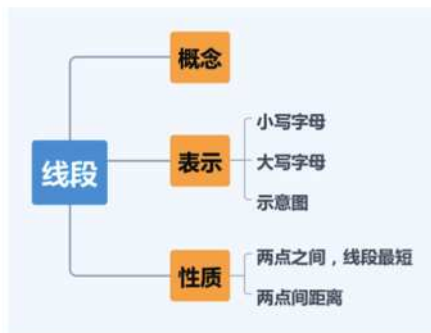 概念
小写字母
线段
表示
大写字母
示意图
两点之间，线段最短
性质
两点间距离